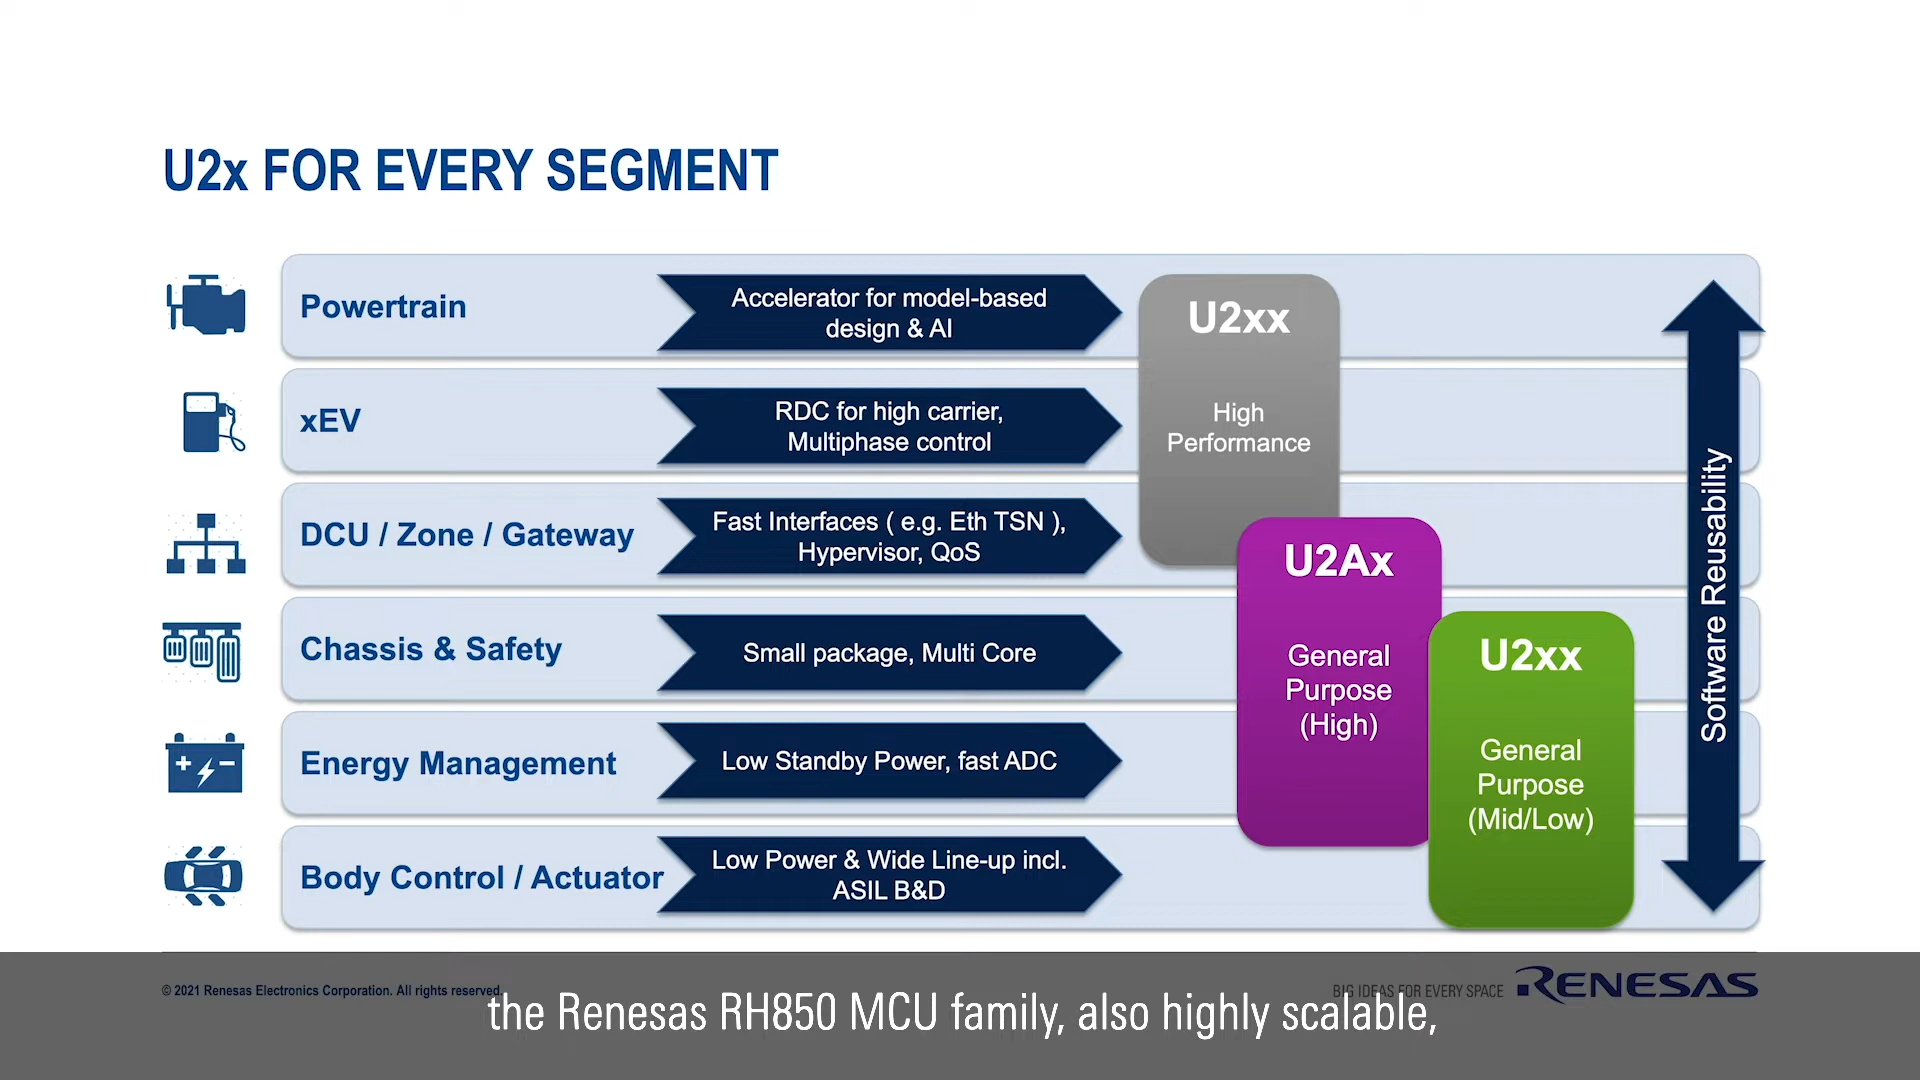 U2x FOR EVERY SEGMENT
Powertrain
Accelerator for model-based
design & AI
xEV
RDC for high carrier,
Multiphase control
DCU / Zone / Gateway
Fast Interfaces ( e.g. Eth TSN ),
Hypervisor, QoS
Chassis & Safety
Small package, Multi Core
Energy Management
Low Standby Power, fast ADC
Body Control / Actuator
Low Power & Wide Line-up incl.
ASIL B&D
U2xx
High
Performance
U2Ax
General
Purpose
(High)
U2xx
General
Purpose
(Mid/Low)
Software Reusability
© 2021 Renesas Electronics Corporation. All rights reserved.
BIG IDEAS FOR EVERY SPACE
RENESAS
the Renesas RH850 MCU family, also highly scalable,